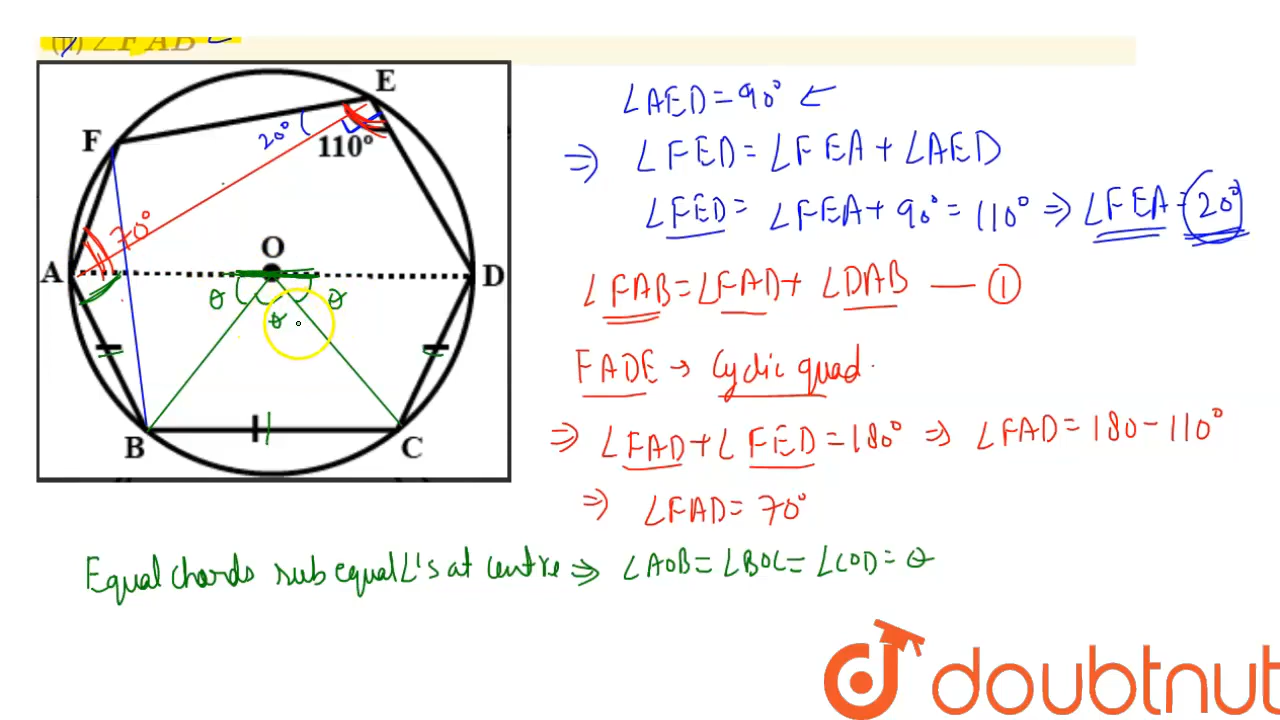 (ii) ∠FAB
E
F
20°
110°
70°
A
O
D
θ
θ
θ
B
C
∠AED = 90° ←
⇒ ∠FED = ∠FEA + ∠AED
∠FED = ∠FEA + 90° = 110° ⇒ ∠FEA = 20°
∠FAB = ∠FAD + ∠DAB — ①
FADE → Cyclic quad.
⇒ ∠FAD + ∠FED = 180° ⇒ ∠FAD = 180 - 110°
⇒ ∠FAD = 70°
Equal chords sub equal ∠'s at centre ⇒ ∠AOB = ∠BOC = ∠COD = θ
doubtnut